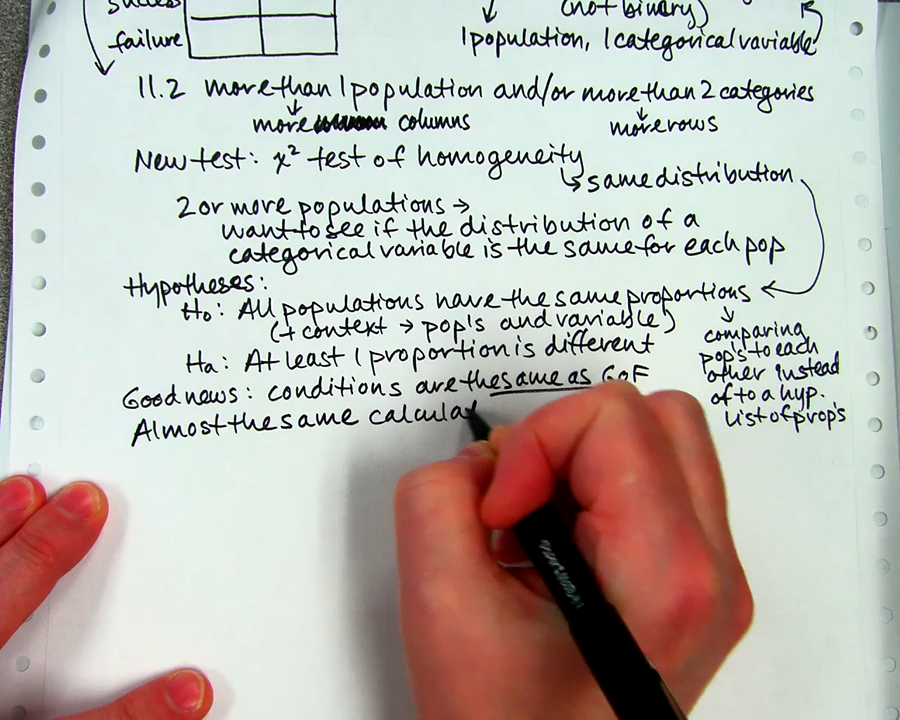 success
failure
(not binary)
1 population, 1 categorical variable
11.2 more than 1 population and/or more than 2 categories
more columns
more rows
New test: χ² test of homogeneity
same distribution
2 or more populations →
want to see if the distribution of a
categorical variable is the same for each pop
Hypotheses:
H₀: All populations have the same proportions
(+ context → pop's and variable)
Ha: At least 1 proportion is different
comparing
pop's to each
other instead
of to a hyp.
list of prop's
Good news: conditions are the same as GoF
Almost the same calcula